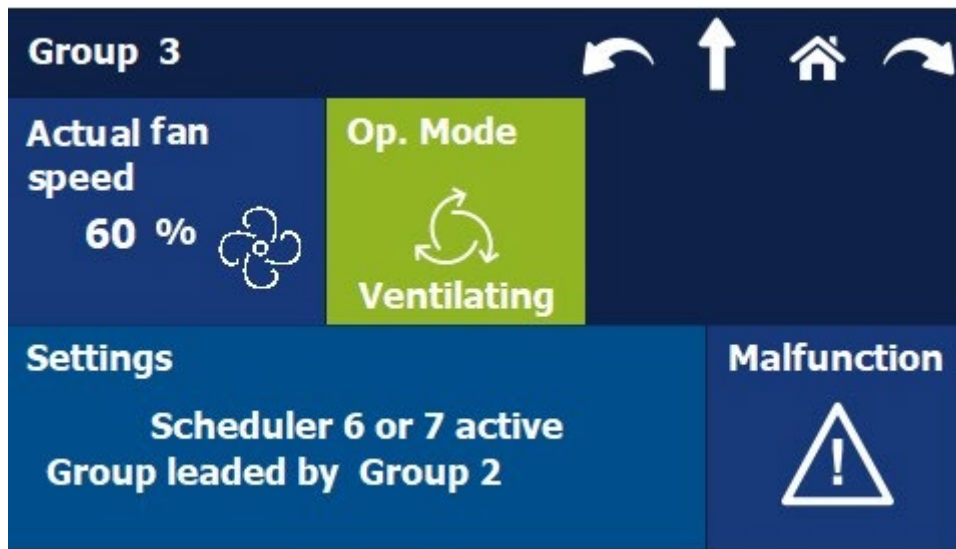 Group 3
Actual fan
speed
60 %
Op. Mode
Ventilating
Settings
Scheduler 6 or 7 active
Group leaded by Group 2
Malfunction